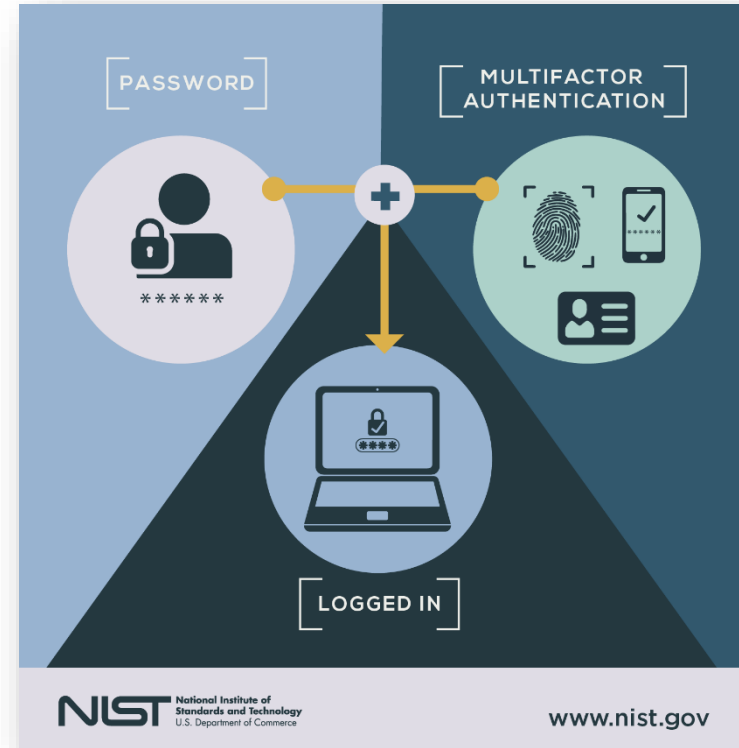 PASSWORD
MULTIFACTOR
AUTHENTICATION
******
****
LOGGED IN
NIST
National Institute of
Standards and Technology
U.S. Department of Commerce
www.nist.gov